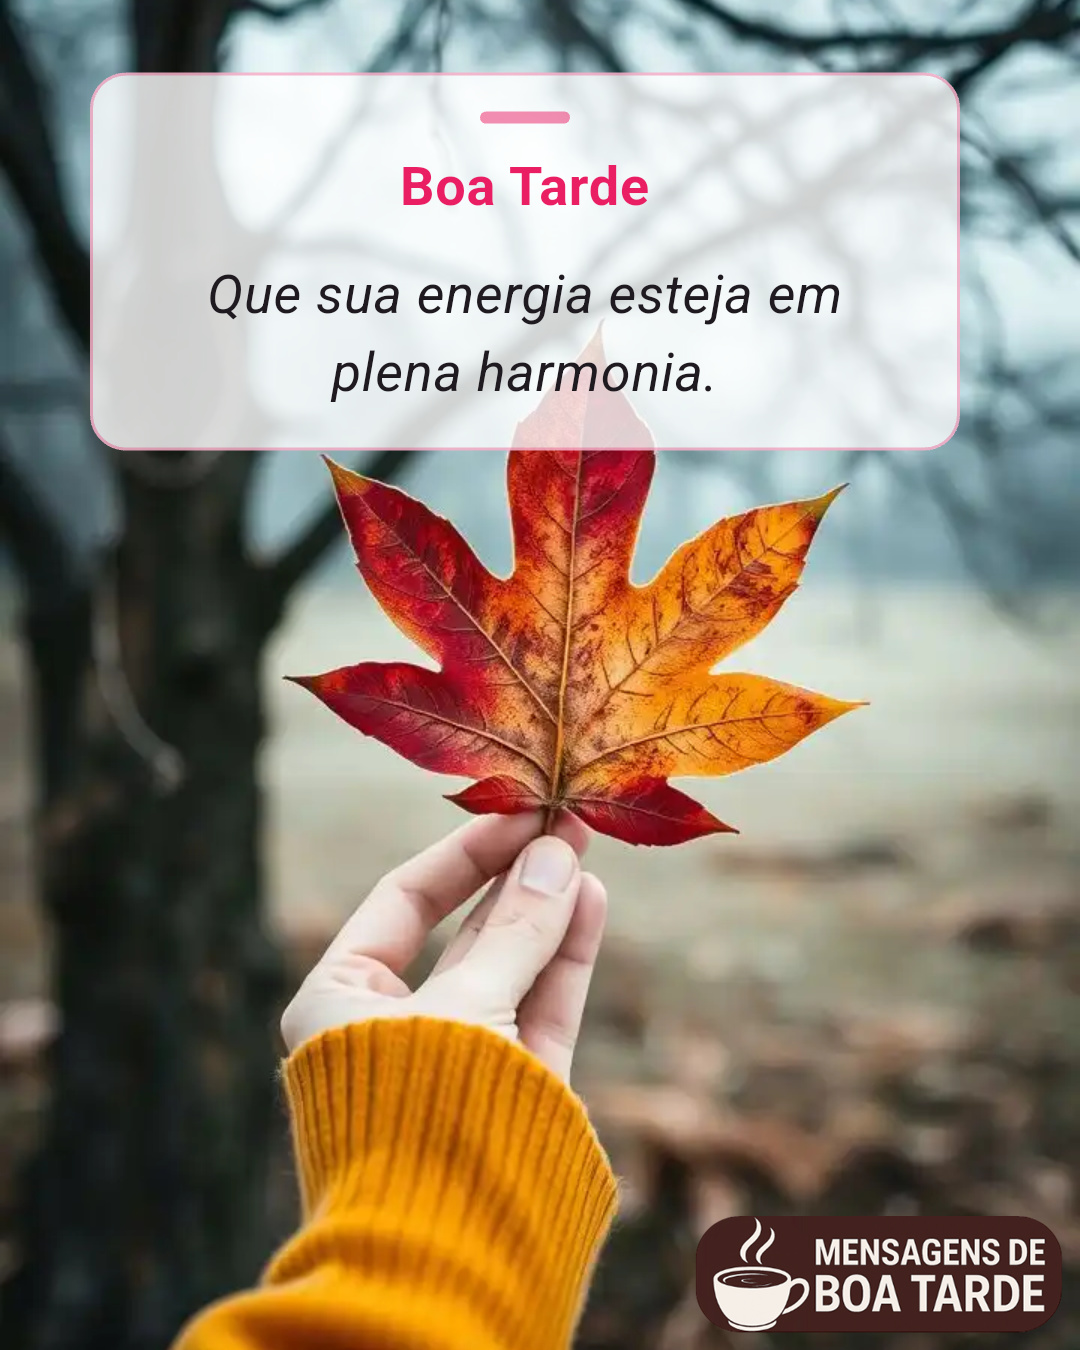 Boa Tarde
Que sua energia esteja em
plena harmonia.
MENSAGENS DE
BOA TARDE